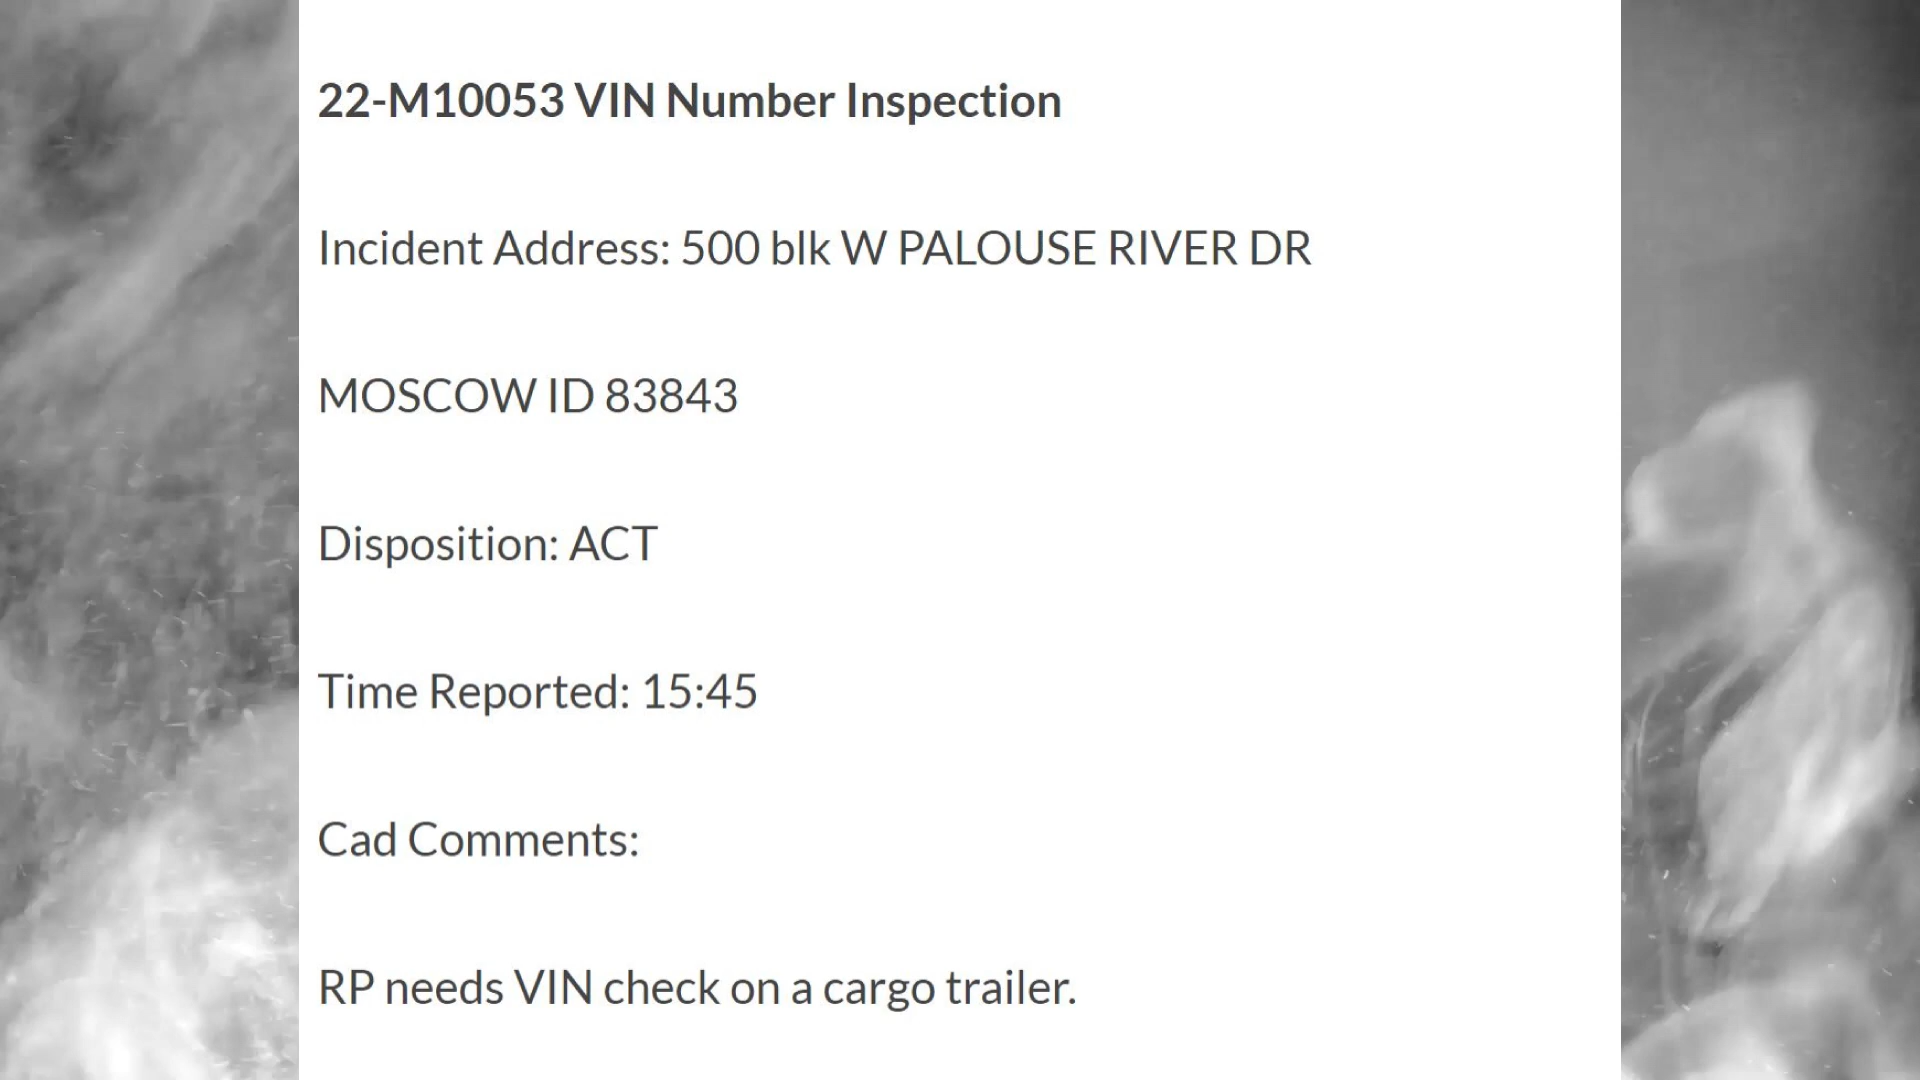 22-M10053 VIN Number Inspection
Incident Address: 500 blk W PALOUSE RIVER DR
MOSCOW ID 83843
Disposition: ACT
Time Reported: 15:45
Cad Comments:
RP needs VIN check on a cargo trailer.